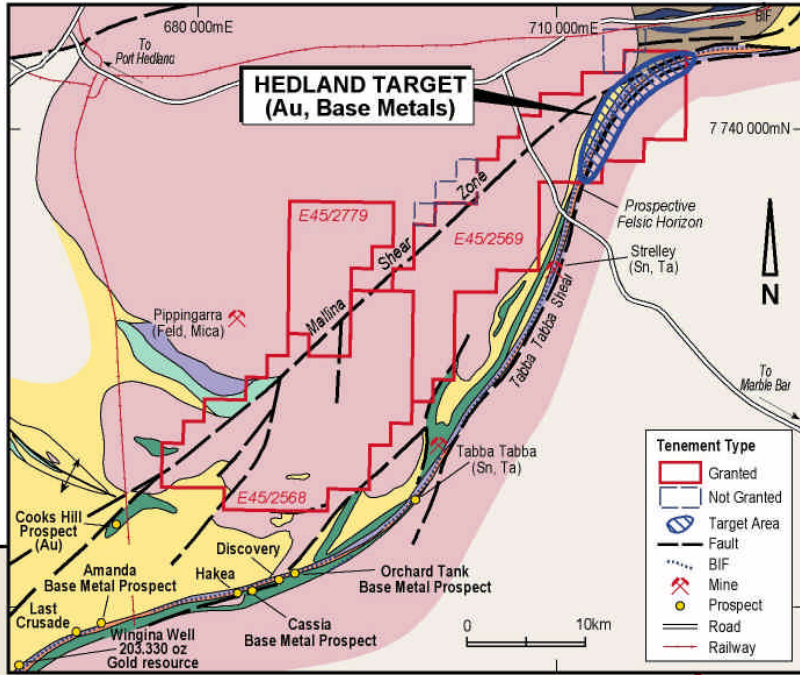 680 000mE
710 000mE
BIF
To
Port Hedland
HEDLAND TARGET
(Au, Base Metals)
7 740 000mN
Prospective
Felsic Horizon
E45/2779
E45/2569
Mallina Shear Zone
Strelley
(Sn, Ta)
N
Pippingarra
(Feld, Mica)
Tabba Tabba Shear
To
Marble Bar
Tabba Tabba
(Sn, Ta)
E45/2568
Cooks Hill
Prospect
(Au)
Discovery
Amanda
Base Metal Prospect
Hakea
Orchard Tank
Base Metal Prospect
Last
Crusade
Cassia
Base Metal Prospect
Wingina Well
203.330 oz
Gold resource
0 10km
Tenement Type
Granted
Not Granted
Target Area
Fault
BIF
Mine
Prospect
Road
Railway